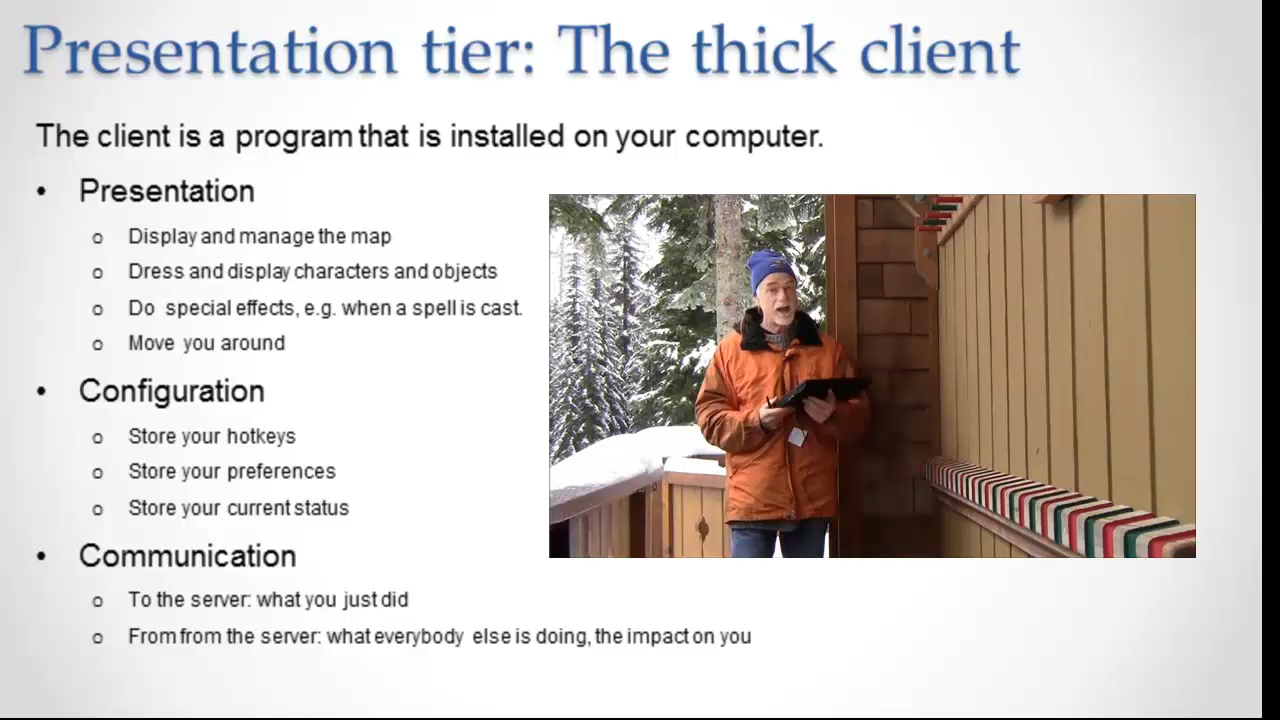 Presentation tier: The thick client
The client is a program that is installed on your computer.
• Presentation
o Display and manage the map
o Dress and display characters and objects
o Do special effects, e.g. when a spell is cast.
o Move you around
• Configuration
o Store your hotkeys
o Store your preferences
o Store your current status
• Communication
o To the server: what you just did
o From from the server: what everybody else is doing, the impact on you